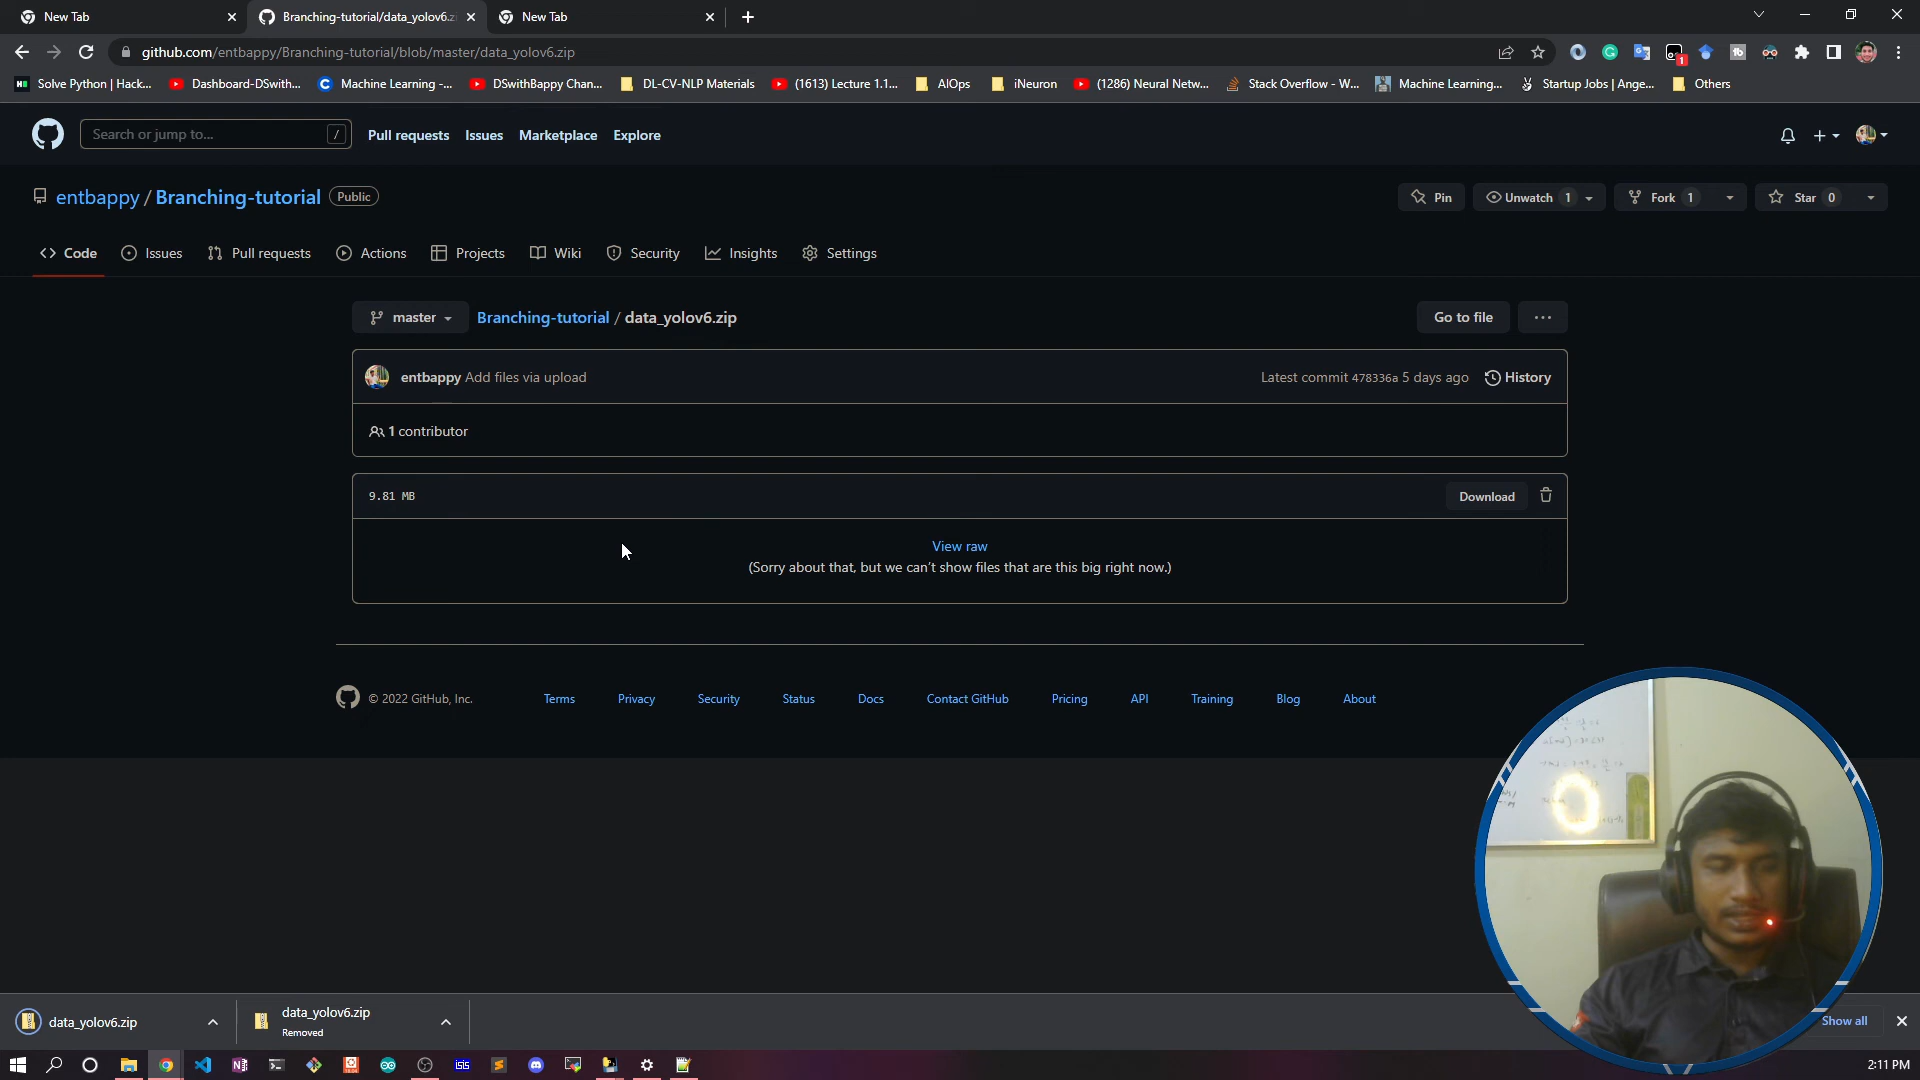 New Tab
Branching-tutorial/data_yolov6.z
New Tab
github.com/entbappy/Branching-tutorial/blob/master/data_yolov6.zip
1
Solve Python | Hack...
Dashboard-DSwith...
Machine Learning -...
DSwithBappy Chan...
DL-CV-NLP Materials
(1613) Lecture 1.1...
AIOps
iNeuron
(1286) Neural Netw...
Stack Overflow - W...
Machine Learning...
Startup Jobs | Ange...
Others
Search or jump to... /
Pull requests Issues Marketplace Explore
entbappy / Branching-tutorial Public
Pin Unwatch 1 Fork 1 Star 0
Code Issues Pull requests Actions Projects Wiki Security Insights Settings
master Branching-tutorial / data_yolov6.zip Go to file ...
entbappy Add files via upload Latest commit 478336a 5 days ago History
1 contributor
9.81 MB Download
View raw
(Sorry about that, but we can't show files that are this big right now.)
© 2022 GitHub, Inc. Terms Privacy Security Status Docs Contact GitHub Pricing API Training Blog About
data_yolov6.zip
data_yolov6.zip
Removed
Show all
2:11 PM